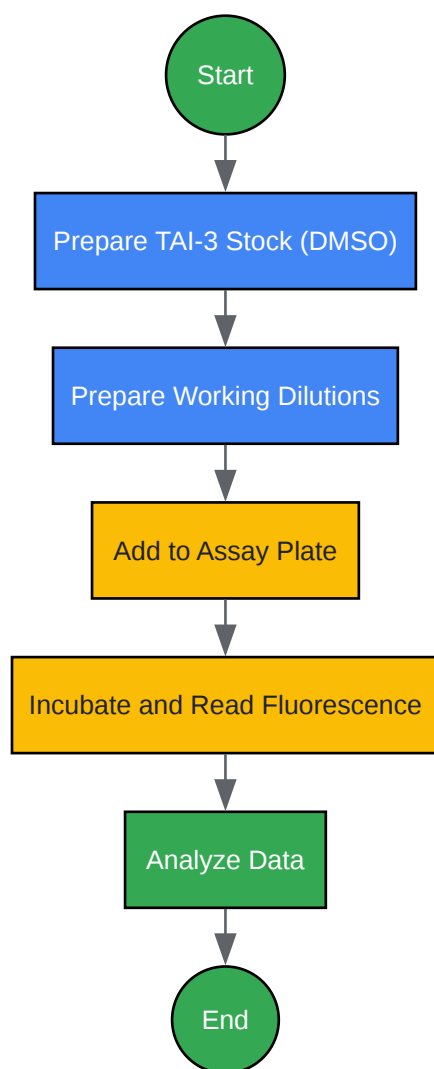 Start
Prepare TAI-3 Stock (DMSO)
Prepare Working Dilutions
Add to Assay Plate
Incubate and Read Fluorescence
Analyze Data
End